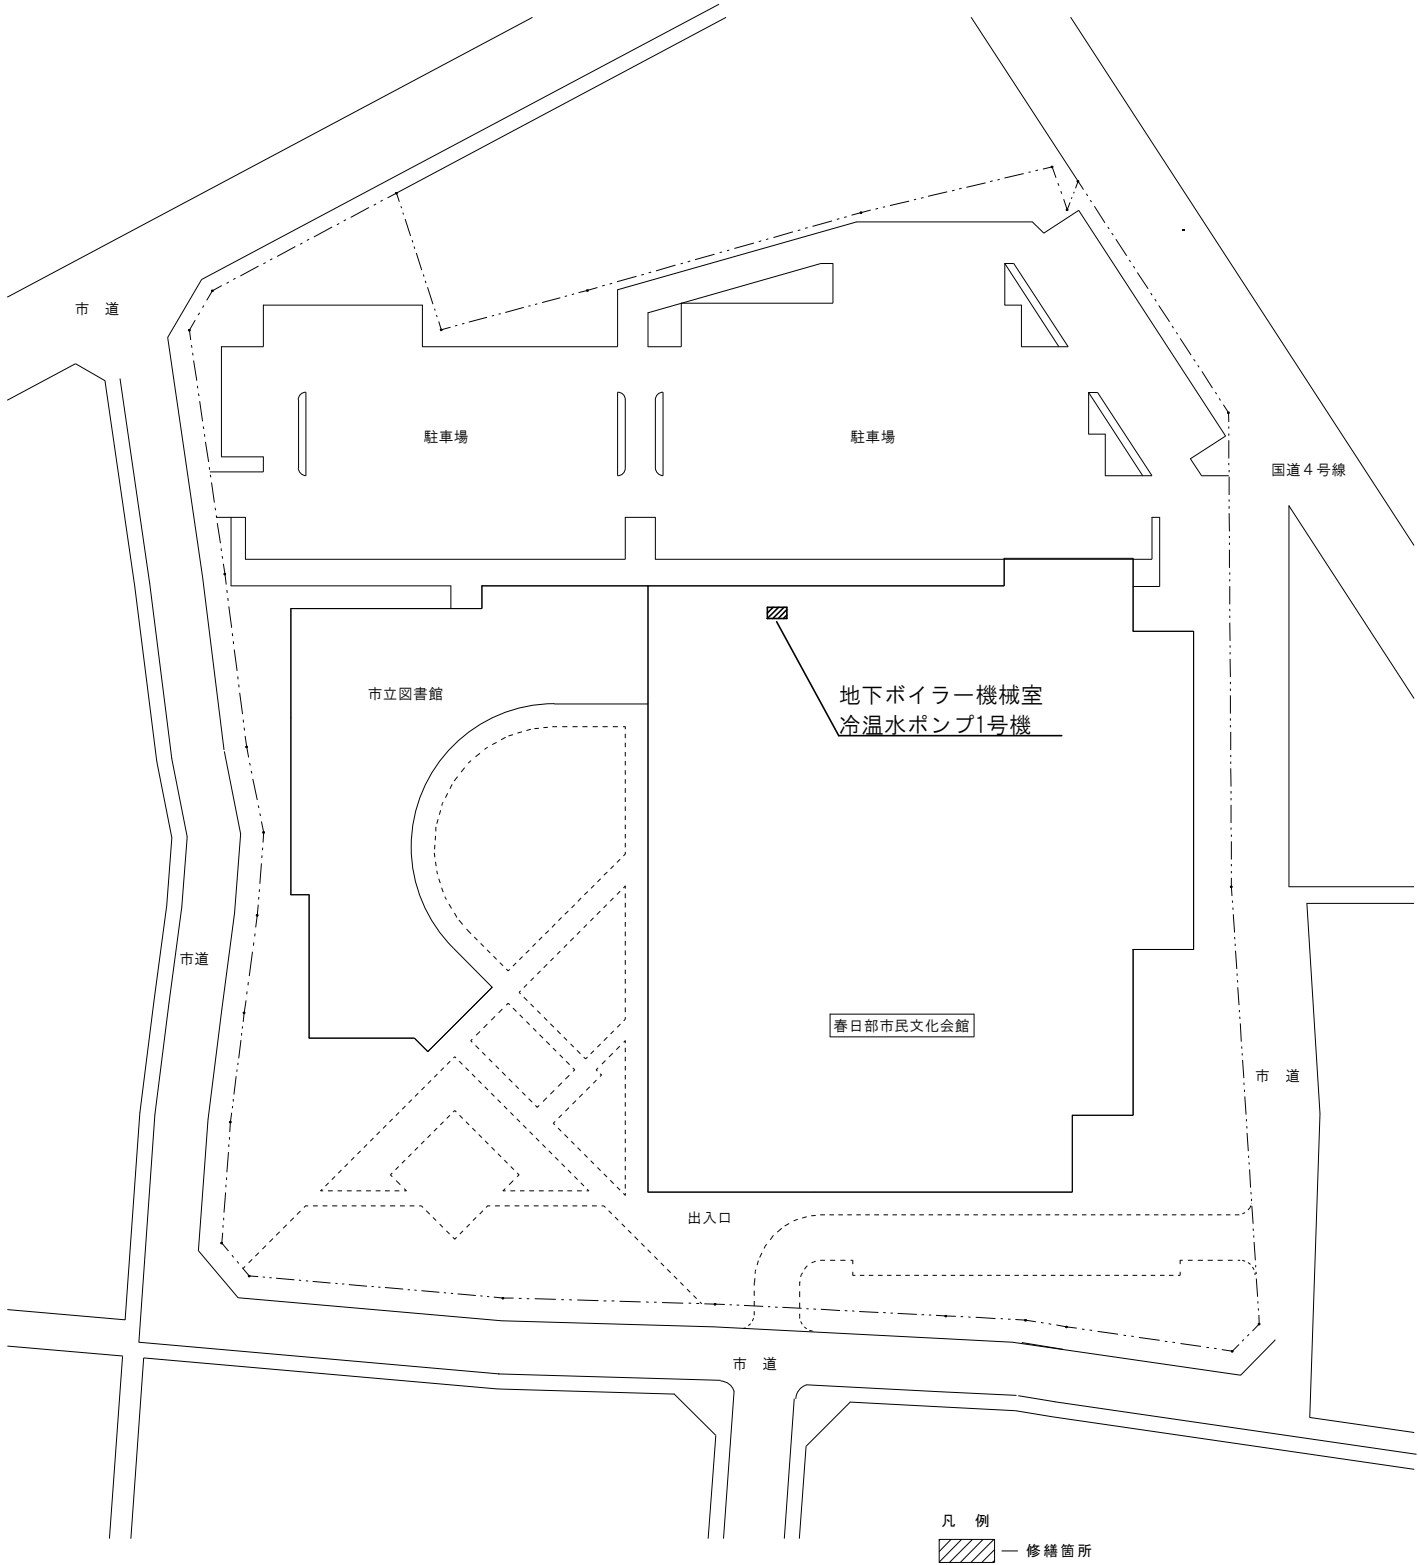 市　道
駐車場
駐車場
国道４号線
市立図書館
地下ボイラー機械室
冷温水ポンプ1号機
市道
春日部市民文化会館
市　道
出入口
市　道
凡　例
― 修繕箇所